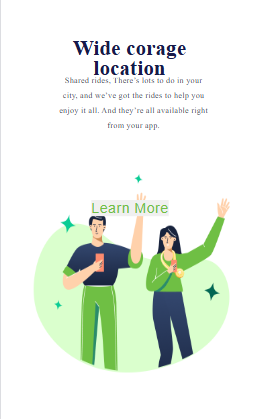 Wide corage
location
Shared rides, There's lots to do in your
city, and we've got the rides to help you
enjoy it all. And they're all available right
from your app.
Learn More